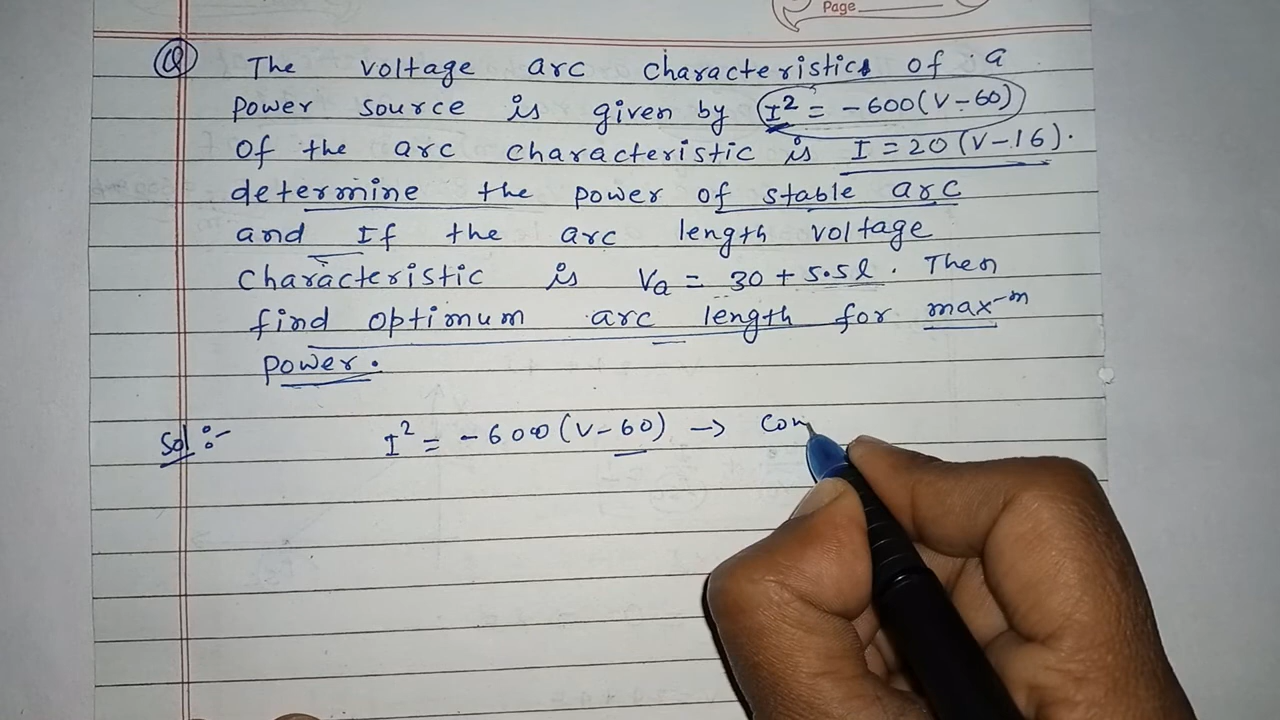 Page
Q The voltage arc characteristics of a
power source is given by I² = -600(V-60)
of the arc characteristic is I = 20(V-16).
determine the power of stable arc
and If the arc length voltage
characteristic is Va = 30 + 5.5l. Then
find optimum arc length for max-m
power.
Sol:- I² = -600(V-60) → Con